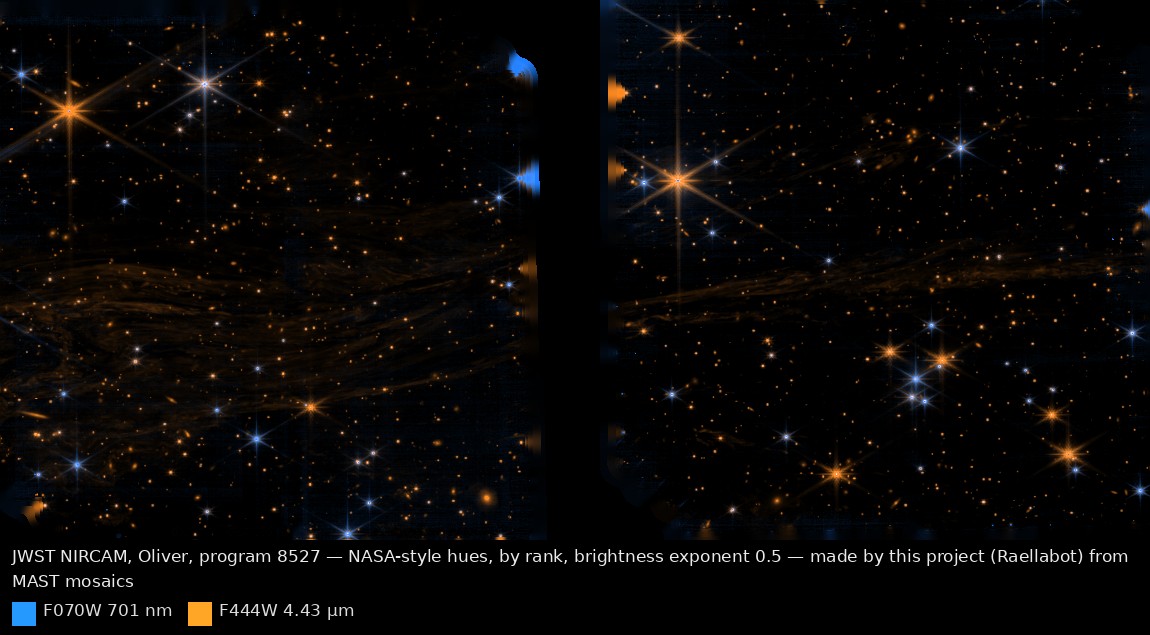 JWST NIRCAM, Oliver, program 8527 — NASA-style hues, by rank, brightness exponent 0.5 — made by this project (Raellabot) from
MAST mosaics
F070W 701 nm F444W 4.43 μm